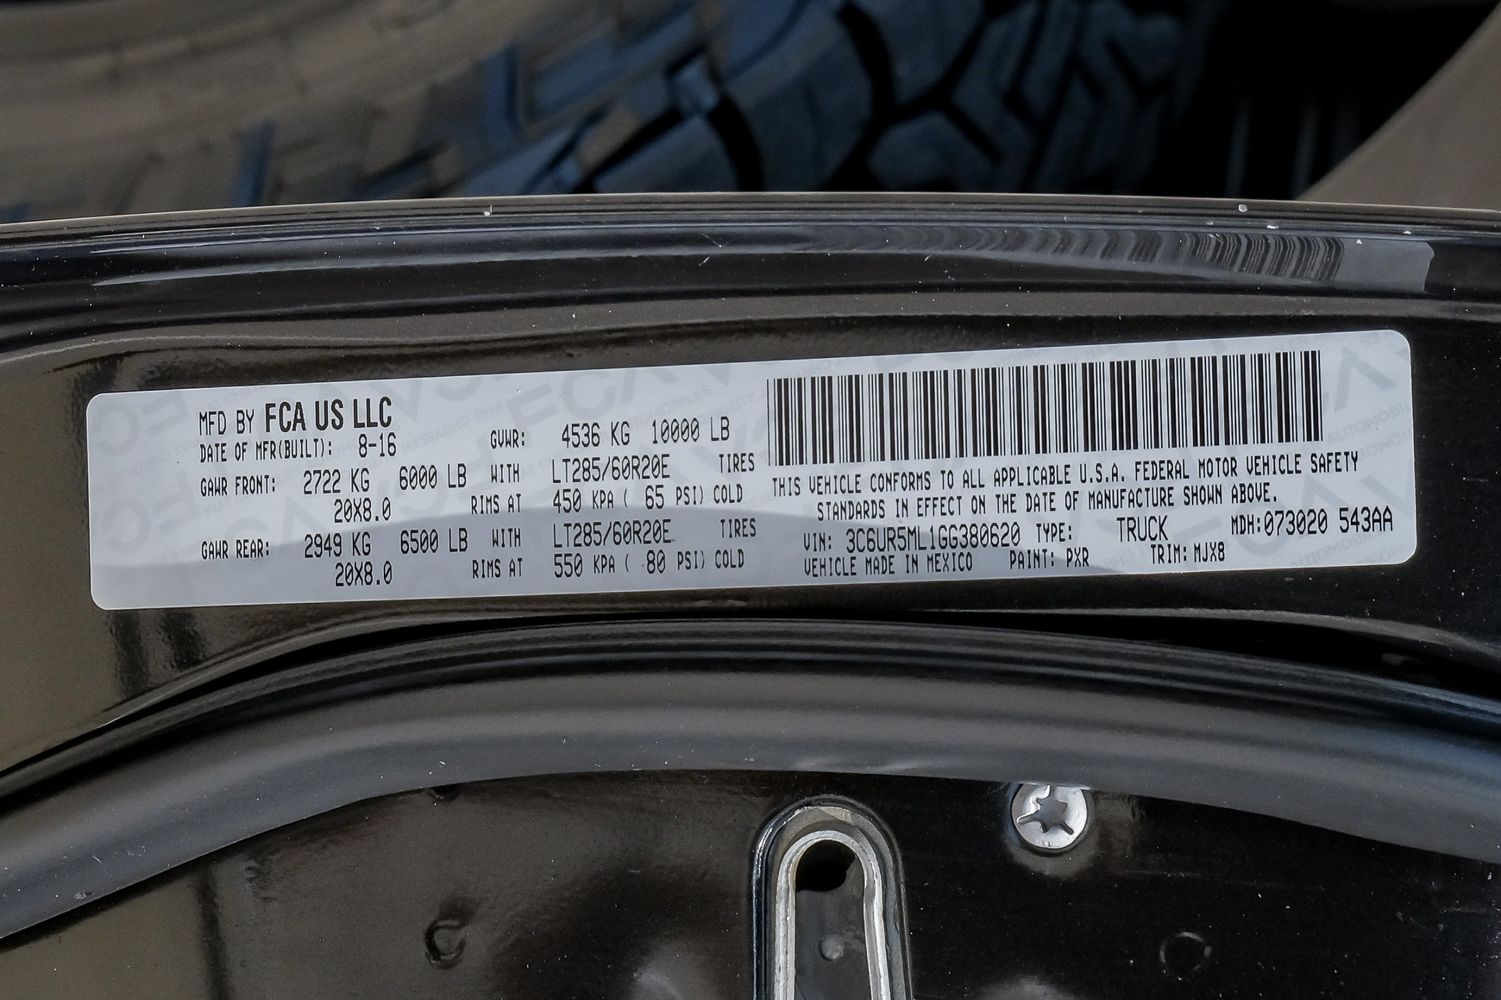 MFD BY FCA US LLC
DATE OF MFR(BUILT): 8-16
GVWR: 4536 KG 10000 LB
GAWR FRONT: 2722 KG 6000 LB WITH LT285/60R20E TIRES
20X8.0 RIMS AT 450 KPA ( 65 PSI) COLD
GAWR REAR: 2949 KG 6500 LB WITH LT285/60R20E TIRES
20X8.0 RIMS AT 550 KPA ( 80 PSI) COLD
THIS VEHICLE CONFORMS TO ALL APPLICABLE U.S.A. FEDERAL MOTOR VEHICLE SAFETY
STANDARDS IN EFFECT ON THE DATE OF MANUFACTURE SHOWN ABOVE.
VIN: 3C6UR5ML1GG380620 TYPE: TRUCK MDH:073020 543AA
VEHICLE MADE IN MEXICO PAINT: PXR TRIM: MJX8